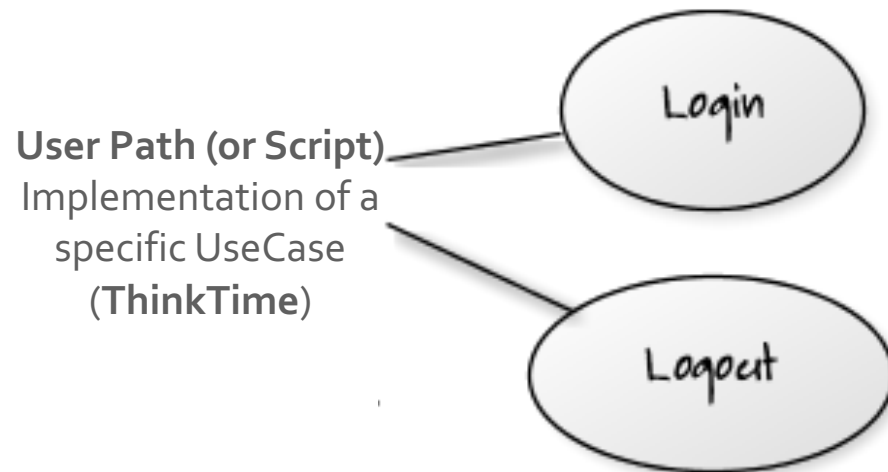 Login
User Path (or Script)
Implementation of a
specific UseCase
(ThinkTime)
Logout